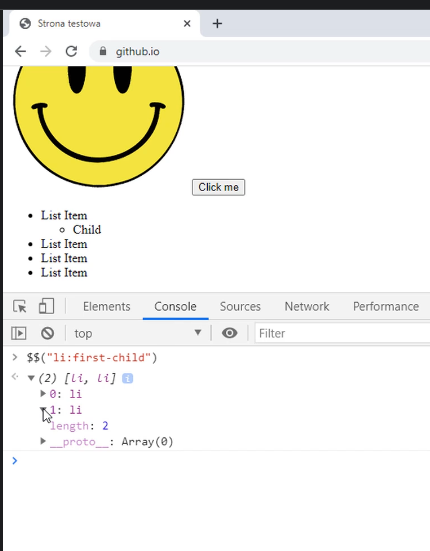 Strona testowa
github.io
Click me
List Item
Child
List Item
List Item
List Item
Elements Console Sources Network Performance
top Filter
$$("li:first-child")
(2) [li, li] i
0: li
1: li
length: 2
__proto__: Array(0)